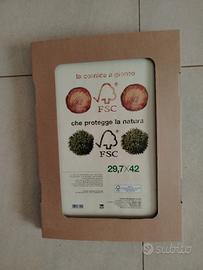 la cornice a giorno
FSC
che protegge la natura
FSC
29,7x42
subito